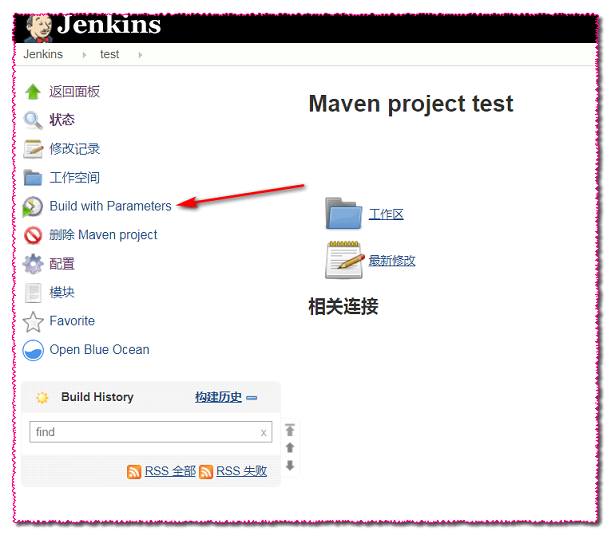 Jenkins
Jenkins test
返回面板
状态
修改记录
工作空间
Build with Parameters
删除 Maven project
配置
模块
Favorite
Open Blue Ocean
Build History 构建历史
find x
RSS 全部 RSS 失败
Maven project test
工作区
最新修改
相关连接